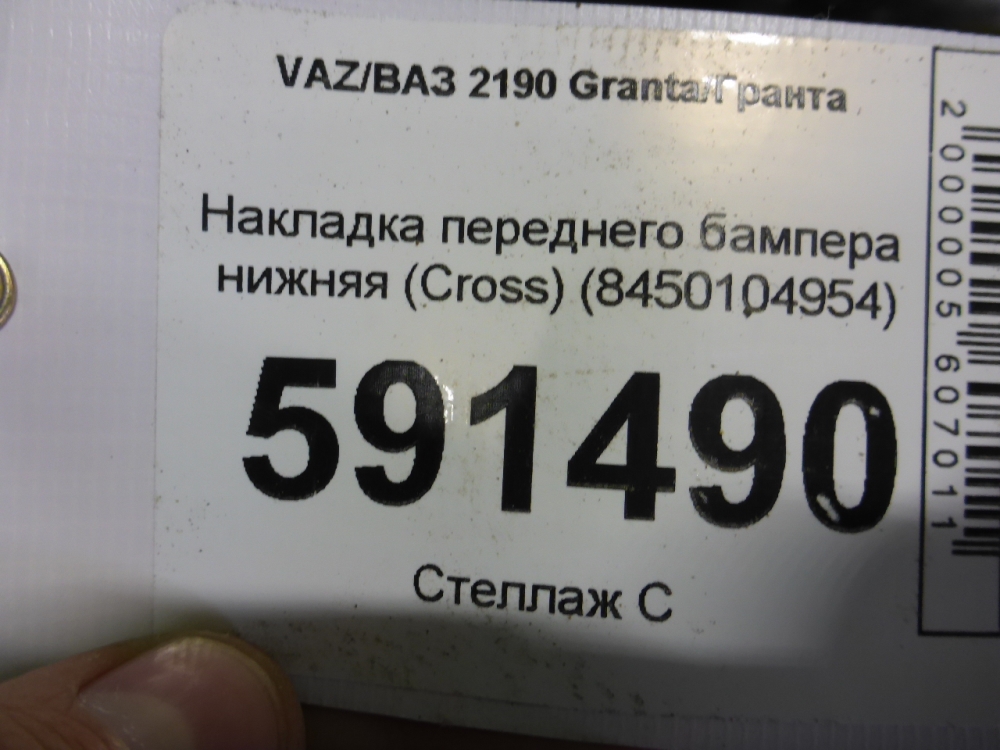 VAZ/ВАЗ 2190 Granta/Гранта
Накладка переднего бампера
нижняя (Cross) (8450104954)
591490
Стеллаж С
2000005607011